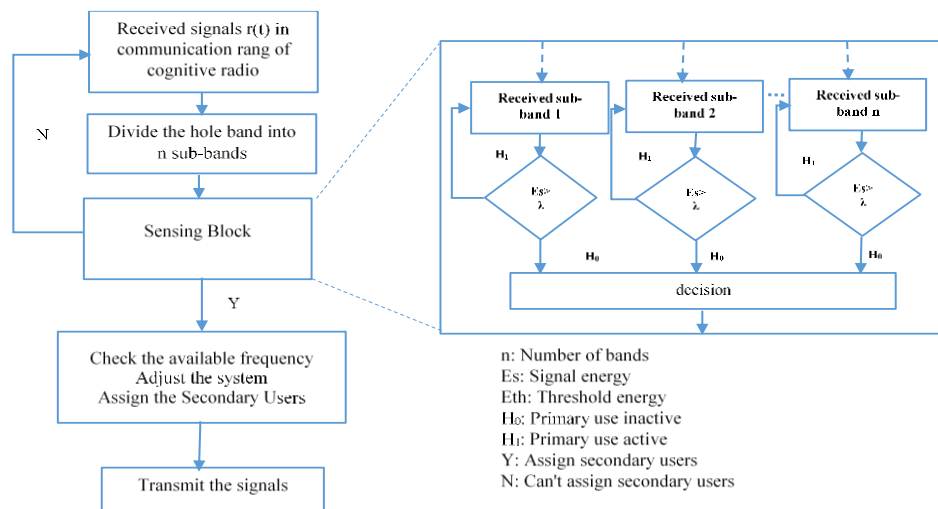 Received signals r(t) in
communication rang of
cognitive radio
N
Divide the hole band into
n sub-bands
Sensing Block
Y
Check the available frequency
Adjust the system
Assign the Secondary Users
Transmit the signals
Received sub-
band 1
Received sub-
band 2
Received sub-
band n
H₁
H₁
H₁
Es>
λ
Es>
λ
Es>
λ
H₀
H₀
H₀
decision
n: Number of bands
Es: Signal energy
Eth: Threshold energy
H₀: Primary use inactive
H₁: Primary use active
Y: Assign secondary users
N: Can't assign secondary users